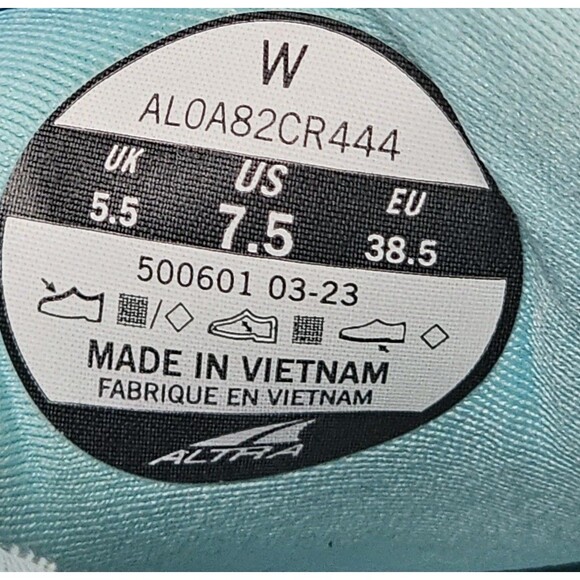 W
AL0A82CR444
UK US EU
5.5 7.5 38.5
500601 03-23
/
MADE IN VIETNAM
FABRIQUE EN VIETNAM
ALTRA